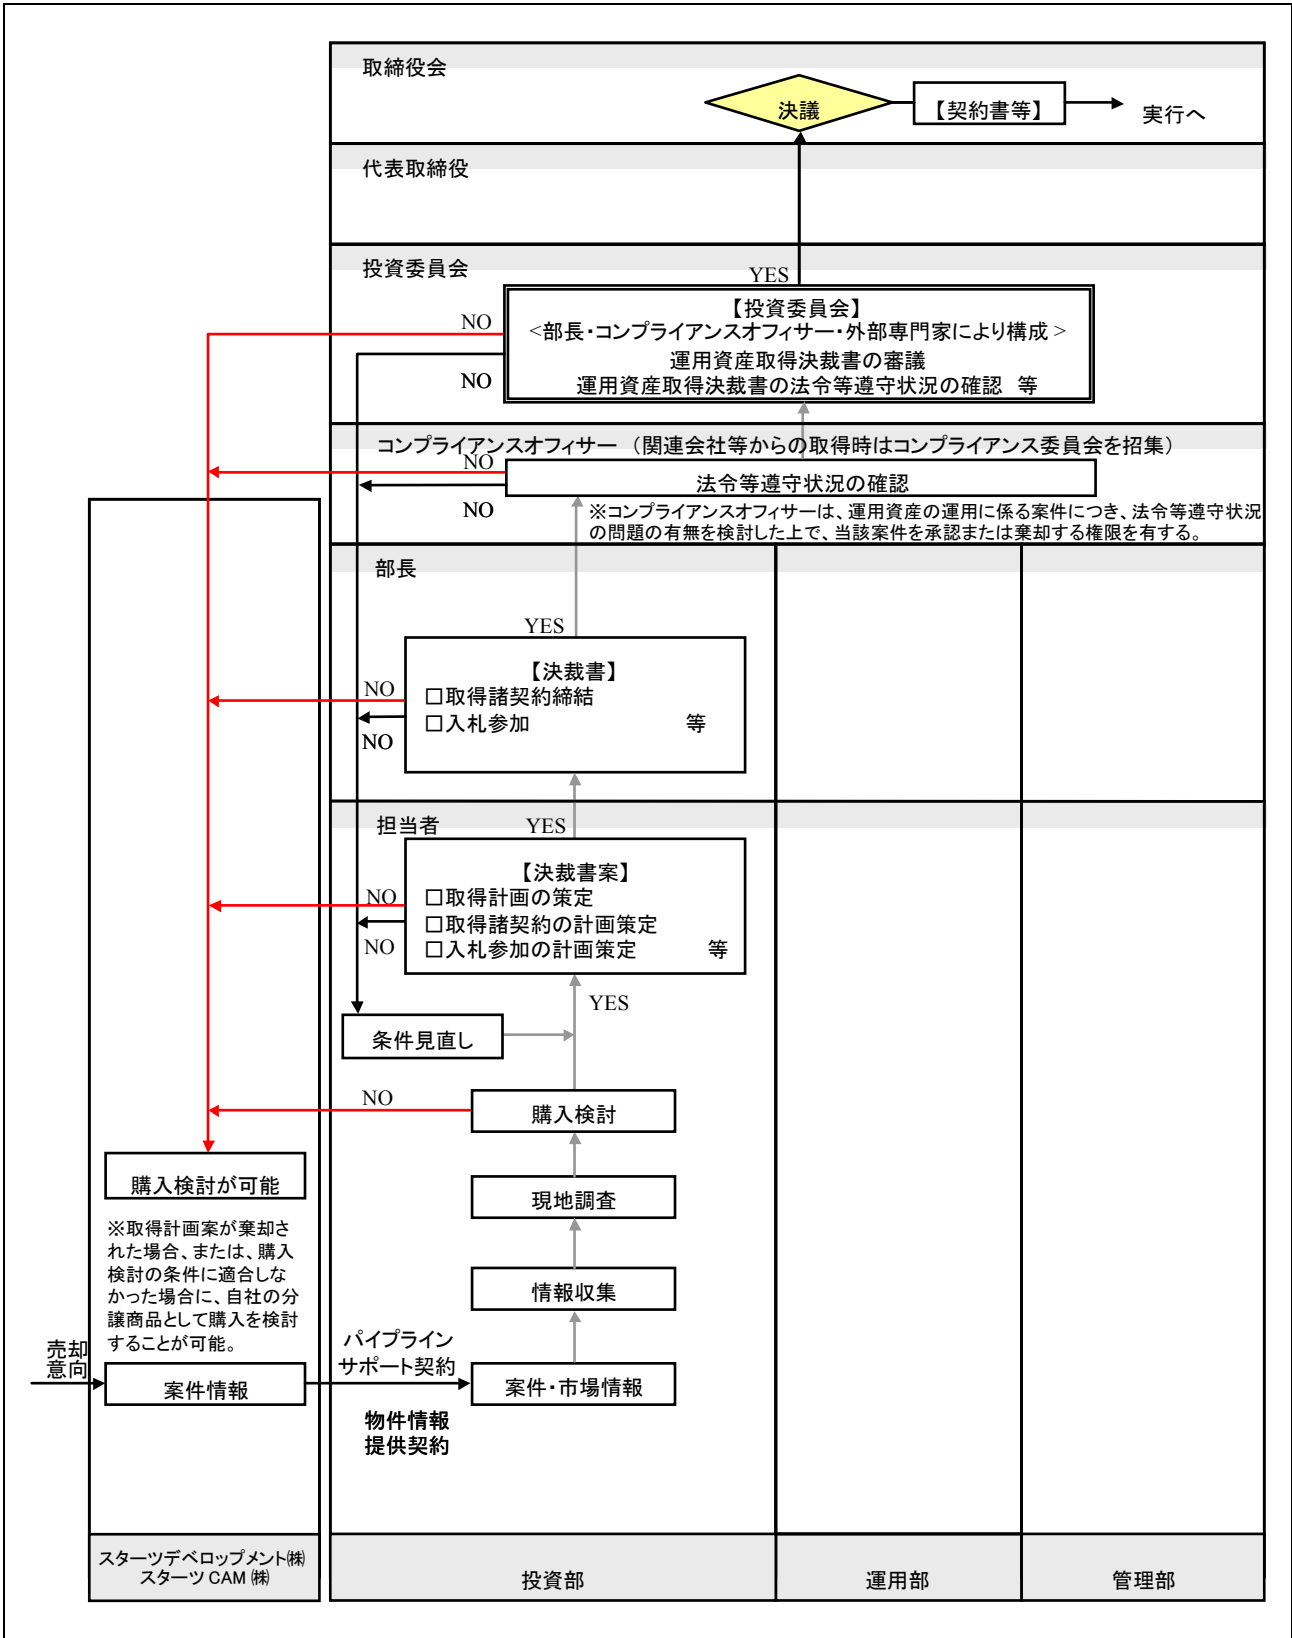 取締役会
決議
【契約書等】
実行へ
代表取締役
投資委員会
YES
【投資委員会】
<部長・コンプライアンスオフィサー・外部専門家により構成>
運用資産取得決裁書の審議
運用資産取得決裁書の法令等遵守状況の確認 等
NO
NO
コンプライアンスオフィサー (関連会社等からの取得時はコンプライアンス委員会を招集)
NO
法令等遵守状況の確認
NO
※コンプライアンスオフィサーは、運用資産の運用に係る案件につき、法令等遵守状況
の問題の有無を検討した上で、当該案件を承認または棄却する権限を有する。
部長
YES
【決裁書】
□取得諸契約締結
□入札参加 等
NO
NO
担当者
YES
【決裁書案】
□取得計画の策定
□取得諸契約の計画策定
□入札参加の計画策定 等
NO
NO
YES
条件見直し
NO
購入検討
購入検討が可能
現地調査
※取得計画案が棄却さ
れた場合、または、購入
検討の条件に適合しな
かった場合に、自社の分
譲商品として購入を検討
することが可能。
情報収集
売却
意向
案件情報
パイプライン
サポート契約
案件・市場情報
物件情報
提供契約
スターツデベロップメント㈱
スターツ CAM ㈱
投資部
運用部
管理部